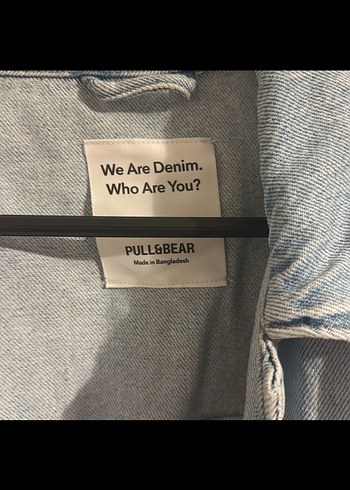 We Are Denim.
Who Are You?
PULL&BEAR
Made in Bangladesh